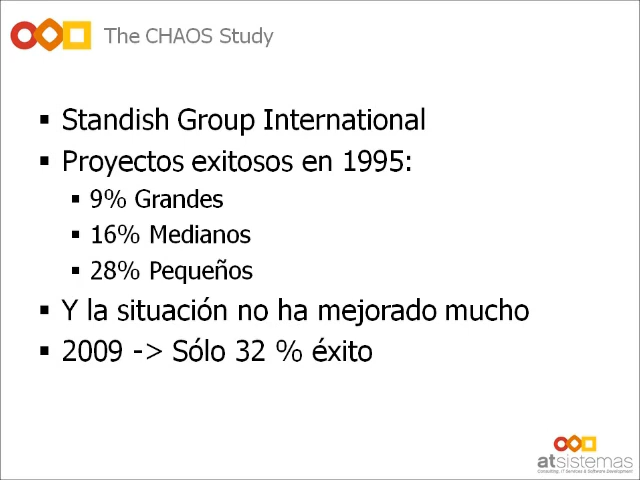 The CHAOS Study
▪ Standish Group International
▪ Proyectos exitosos en 1995:
▪ 9% Grandes
▪ 16% Medianos
▪ 28% Pequeños
▪ Y la situación no ha mejorado mucho
▪ 2009 -> Sólo 32 % éxito
atsistemas
Consulting, IT Services & Software Development